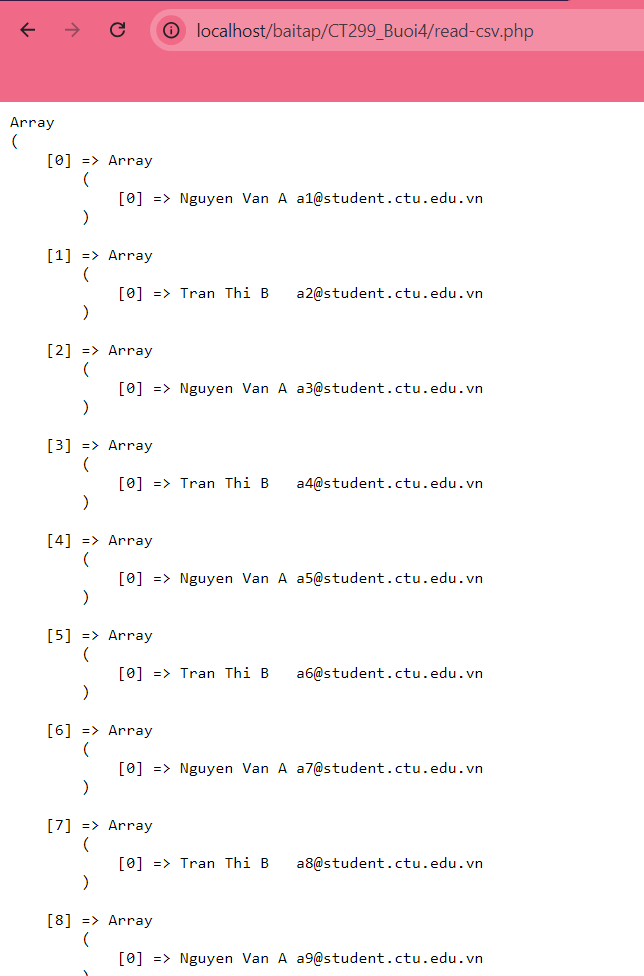 localhost/baitap/CT299_Buoi4/read-csv.php
Array
(
[0] => Array
(
[0] => Nguyen Van A a1@student.ctu.edu.vn
)
[1] => Array
(
[0] => Tran Thi B   a2@student.ctu.edu.vn
)
[2] => Array
(
[0] => Nguyen Van A a3@student.ctu.edu.vn
)
[3] => Array
(
[0] => Tran Thi B   a4@student.ctu.edu.vn
)
[4] => Array
(
[0] => Nguyen Van A a5@student.ctu.edu.vn
)
[5] => Array
(
[0] => Tran Thi B   a6@student.ctu.edu.vn
)
[6] => Array
(
[0] => Nguyen Van A a7@student.ctu.edu.vn
)
[7] => Array
(
[0] => Tran Thi B   a8@student.ctu.edu.vn
)
[8] => Array
(
[0] => Nguyen Van A a9@student.ctu.edu.vn
)